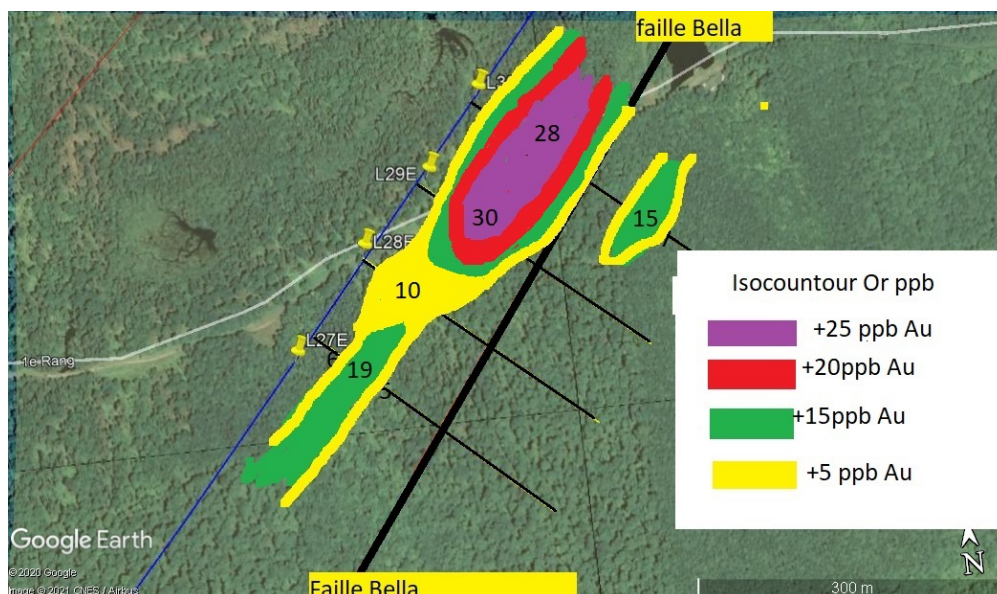 faille Bella
L29E
L28E
L27E
28
30
15
10
19
Isocountour Or ppb
+25 ppb Au
+20ppb Au
+15ppb Au
+5 ppb Au
1e Rang
Google Earth
© 2020 Google
Image © 2021 CNES / Airbus
Faille Bella
N
300 m